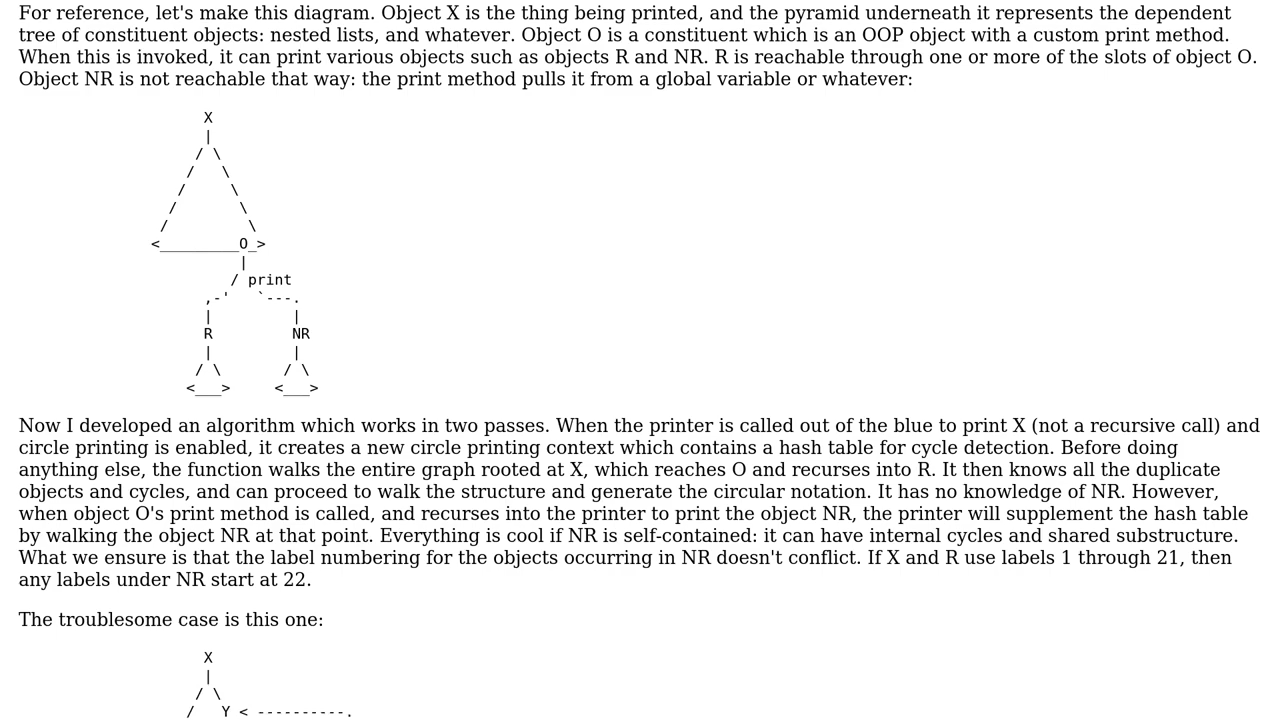 For reference, let's make this diagram. Object X is the thing being printed, and the pyramid underneath it represents the dependent
tree of constituent objects: nested lists, and whatever. Object O is a constituent which is an OOP object with a custom print method.
When this is invoked, it can print various objects such as objects R and NR. R is reachable through one or more of the slots of object O.
Object NR is not reachable that way: the print method pulls it from a global variable or whatever:
                     X
                     |
                    / \
                   /   \
                  /     \
                 /       \
                /         \
               <_________O_>
                         |
                        / print
                     ,-'   `---.
                     |         |
                     R         NR
                     |         |
                    / \       / \
                   <___>     <___>
Now I developed an algorithm which works in two passes. When the printer is called out of the blue to print X (not a recursive call) and
circle printing is enabled, it creates a new circle printing context which contains a hash table for cycle detection. Before doing
anything else, the function walks the entire graph rooted at X, which reaches O and recurses into R. It then knows all the duplicate
objects and cycles, and can proceed to walk the structure and generate the circular notation. It has no knowledge of NR. However,
when object O's print method is called, and recurses into the printer to print the object NR, the printer will supplement the hash table
by walking the object NR at that point. Everything is cool if NR is self-contained: it can have internal cycles and shared substructure.
What we ensure is that the label numbering for the objects occurring in NR doesn't conflict. If X and R use labels 1 through 21, then
any labels under NR start at 22.
The troublesome case is this one:
                     X
                     |
                    / \
                   /   Y < ----------.